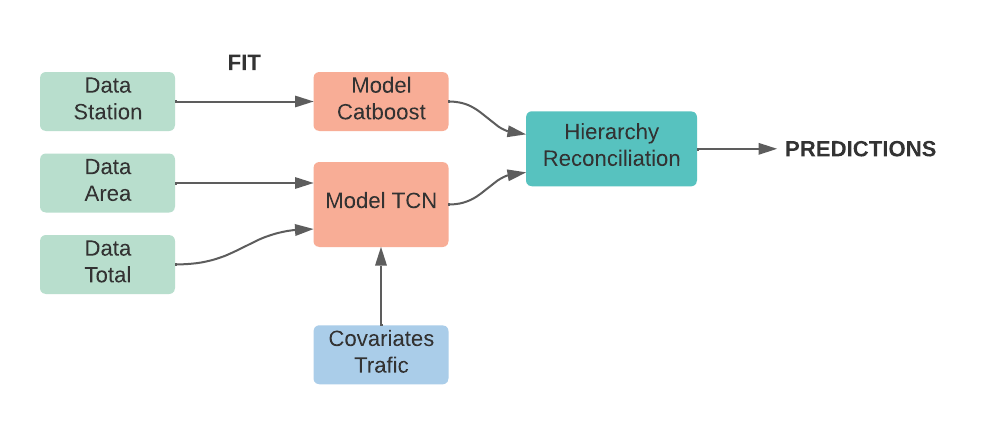 FIT
Data
Station
Model
Catboost
Data
Area
Model TCN
Data
Total
Hierarchy
Reconciliation
PREDICTIONS
Covariates
Trafic